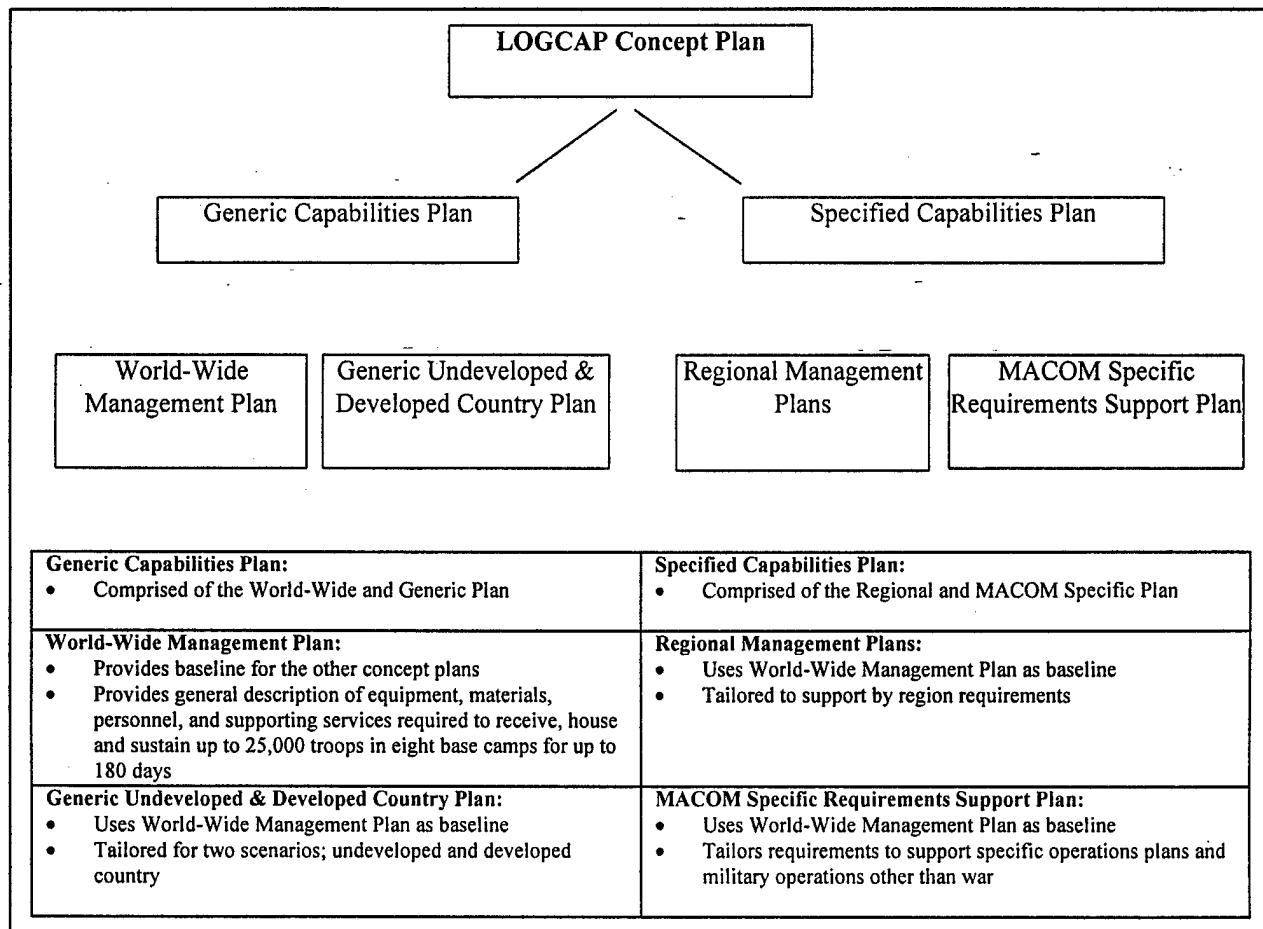 LOGCAP Concept Plan
Generic Capabilities Plan
Specified Capabilities Plan
World-Wide
Management Plan
Generic Undeveloped &
Developed Country Plan
Regional Management
Plans
MACOM Specific
Requirements Support Plan
Generic Capabilities Plan:
• Comprised of the World-Wide and Generic Plan
Specified Capabilities Plan:
• Comprised of the Regional and MACOM Specific Plan
World-Wide Management Plan:
• Provides baseline for the other concept plans
• Provides general description of equipment, materials,
personnel, and supporting services required to receive, house
and sustain up to 25,000 troops in eight base camps for up to
180 days
Regional Management Plans:
• Uses World-Wide Management Plan as baseline
• Tailored to support by region requirements
Generic Undeveloped & Developed Country Plan:
• Uses World-Wide Management Plan as baseline
• Tailored for two scenarios; undeveloped and developed
country
MACOM Specific Requirements Support Plan:
• Uses World-Wide Management Plan as baseline
• Tailors requirements to support specific operations plans and
military operations other than war